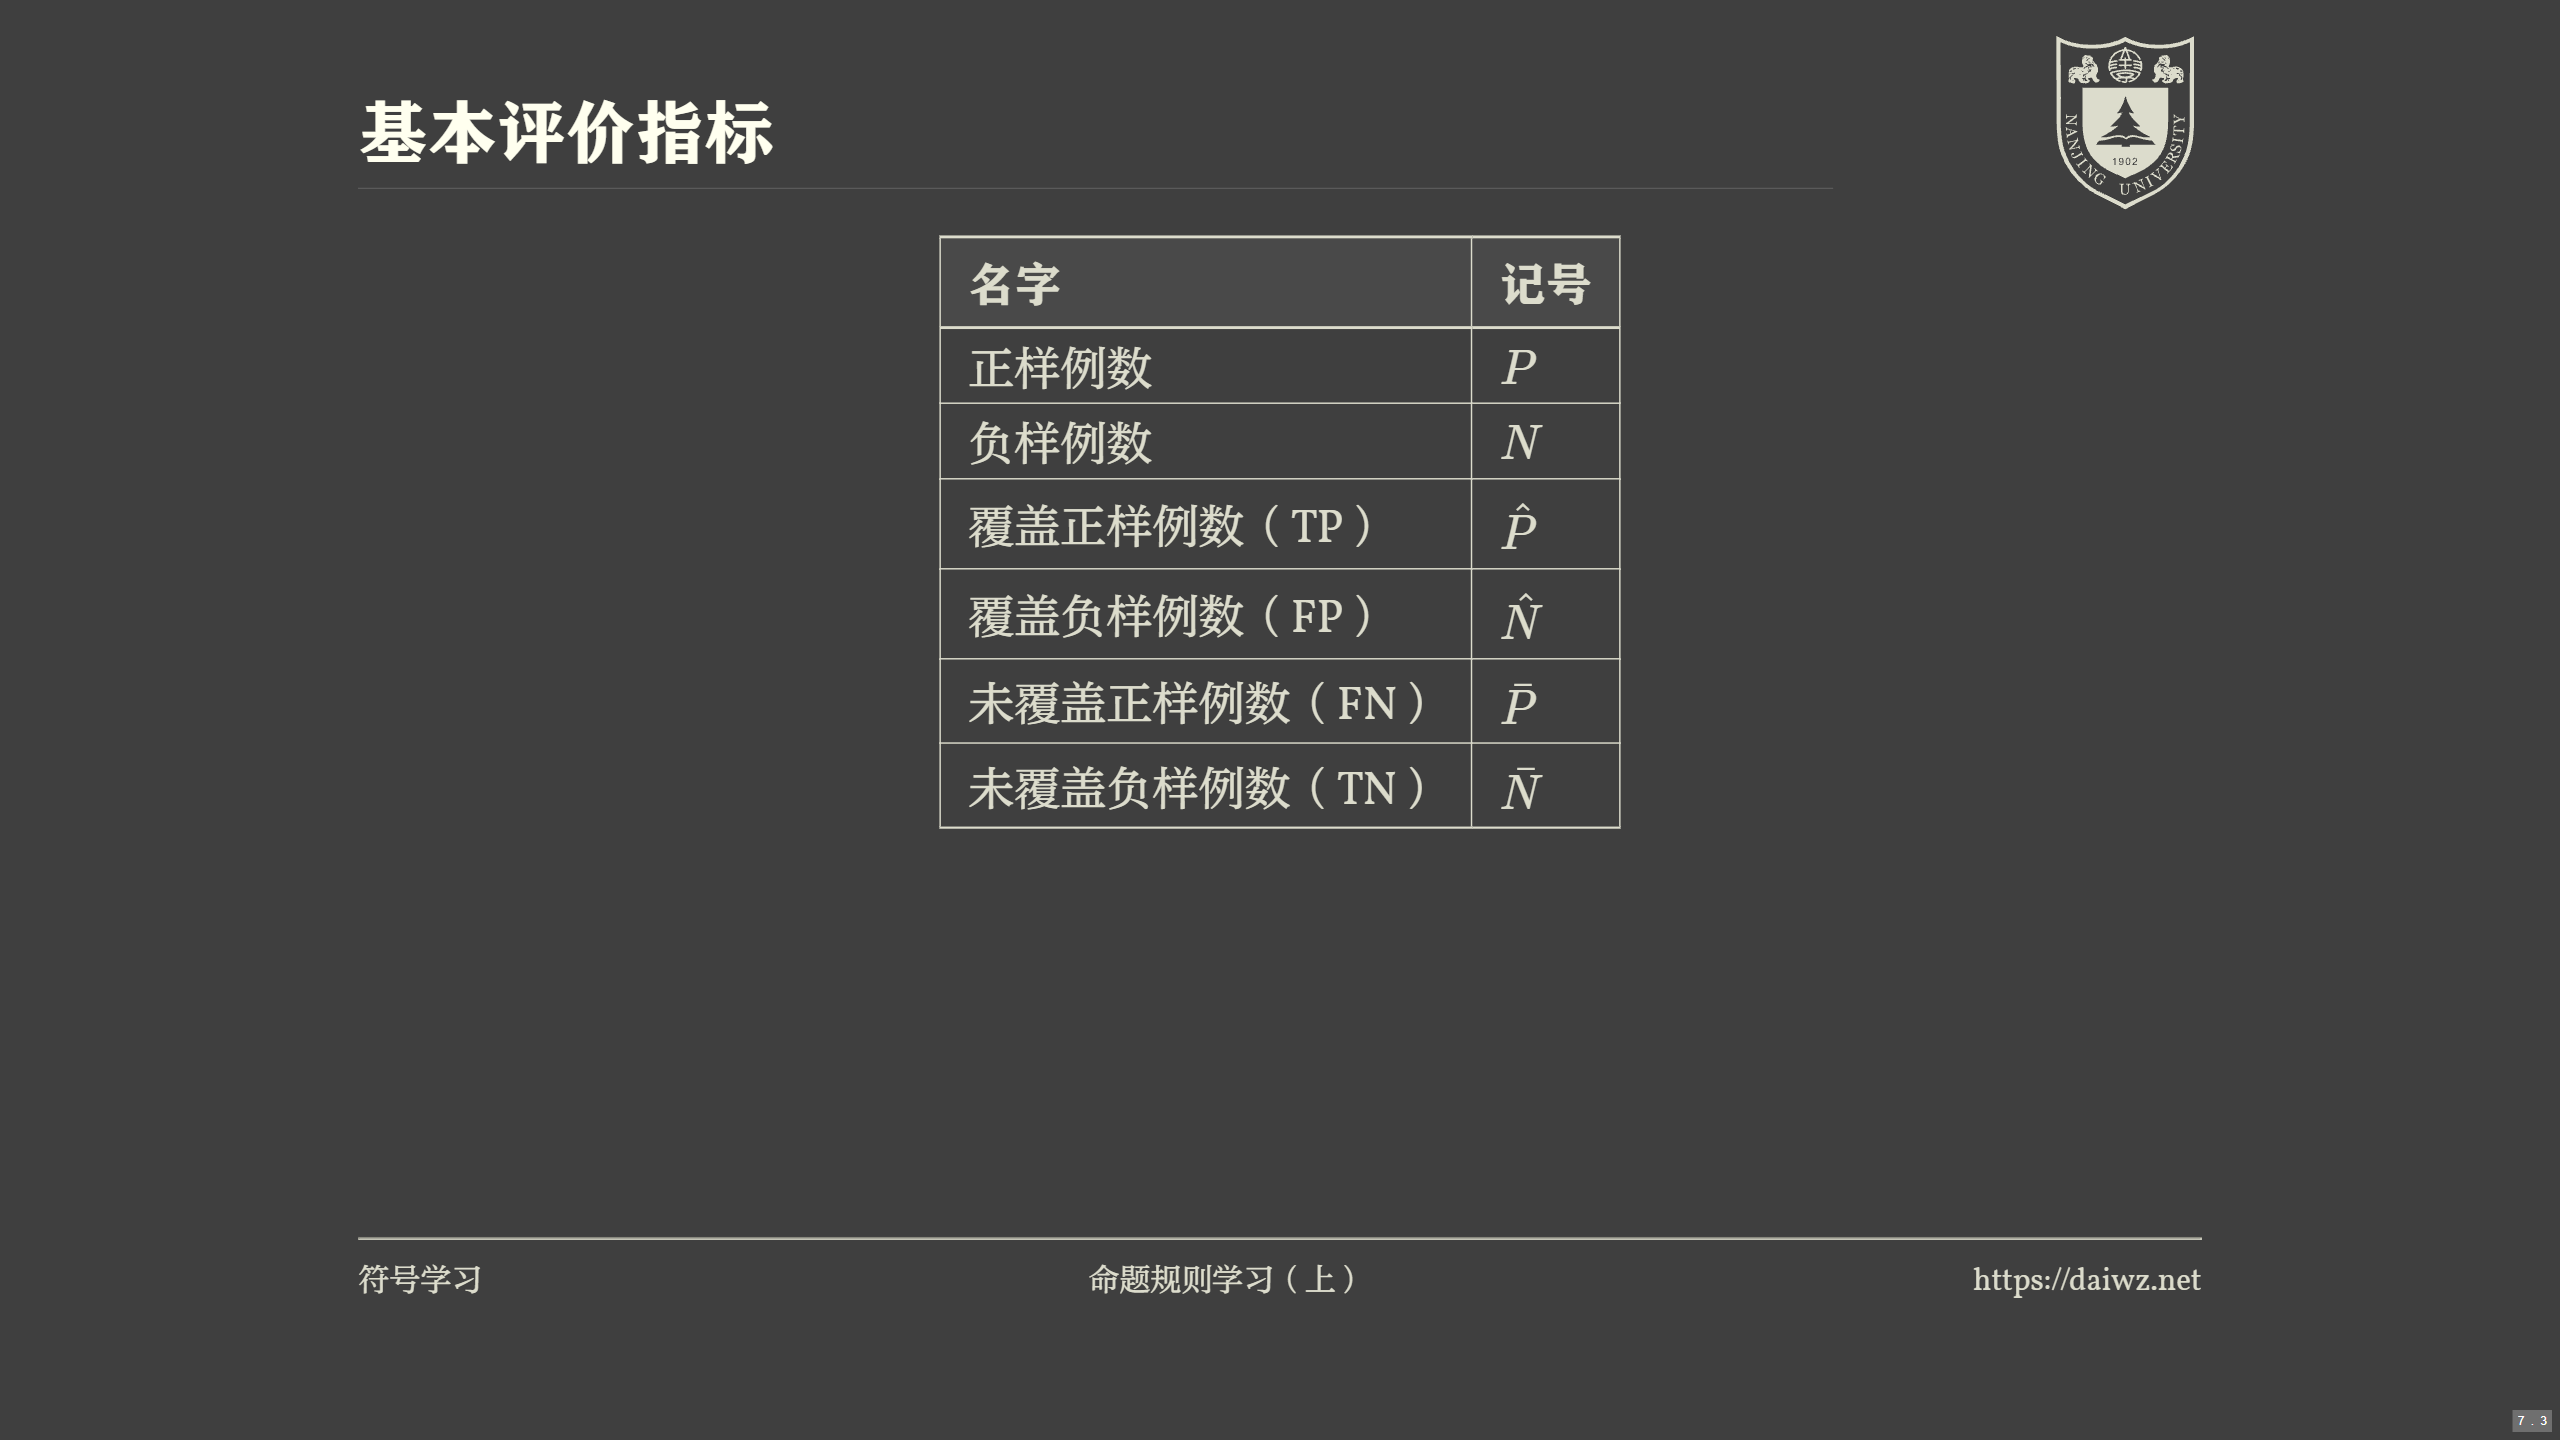 基本评价指标
NANJING UNIVERSITY
1902
名字 记号
正样例数 P
负样例数 N
覆盖正样例数（TP） P̂
覆盖负样例数（FP） N̂
未覆盖正样例数（FN） P̄
未覆盖负样例数（TN） N̄
符号学习 命题规则学习（上） https://daiwz.net
7 . 3